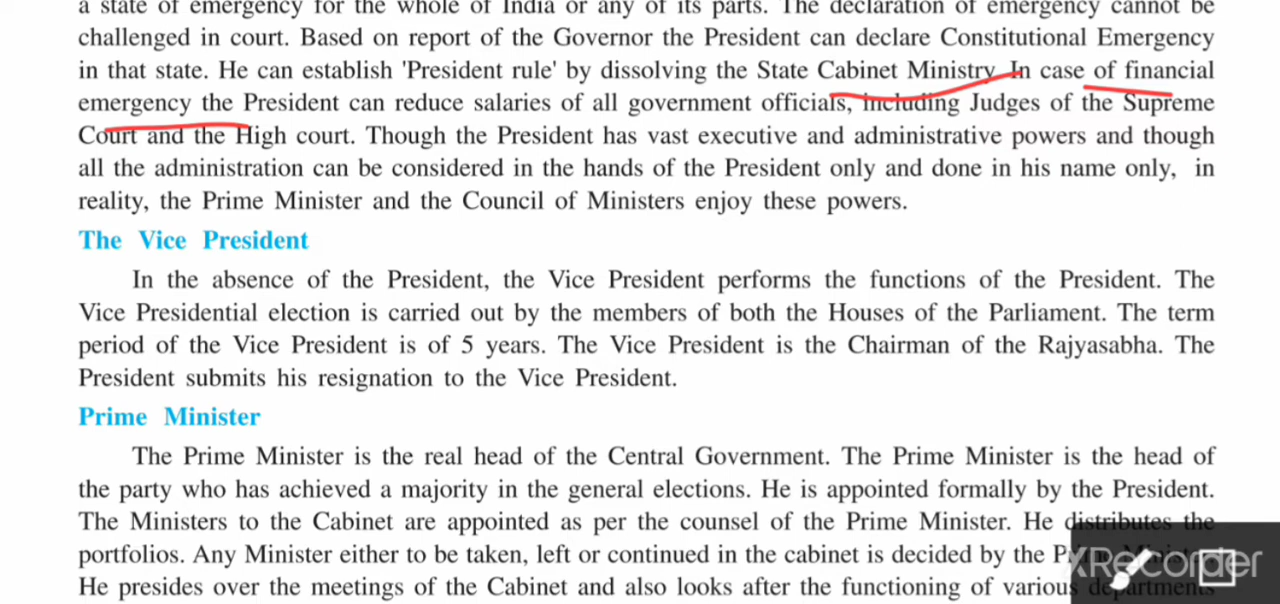 a state of emergency for the whole of India or any of its parts. The declaration of emergency cannot be
challenged in court. Based on report of the Governor the President can declare Constitutional Emergency
in that state. He can establish 'President rule' by dissolving the State Cabinet Ministry. In case of financial
emergency the President can reduce salaries of all government officials, including Judges of the Supreme
Court and the High court. Though the President has vast executive and administrative powers and though
all the administration can be considered in the hands of the President only and done in his name only, in
reality, the Prime Minister and the Council of Ministers enjoy these powers.
The Vice President
In the absence of the President, the Vice President performs the functions of the President. The
Vice Presidential election is carried out by the members of both the Houses of the Parliament. The term
period of the Vice President is of 5 years. The Vice President is the Chairman of the Rajyasabha. The
President submits his resignation to the Vice President.
Prime Minister
The Prime Minister is the real head of the Central Government. The Prime Minister is the head of
the party who has achieved a majority in the general elections. He is appointed formally by the President.
The Ministers to the Cabinet are appointed as per the counsel of the Prime Minister. He distributes the
portfolios. Any Minister either to be taken, left or continued in the cabinet is decided by the Prime Minister.
He presides over the meetings of the Cabinet and also looks after the functioning of various departments
XRecorder